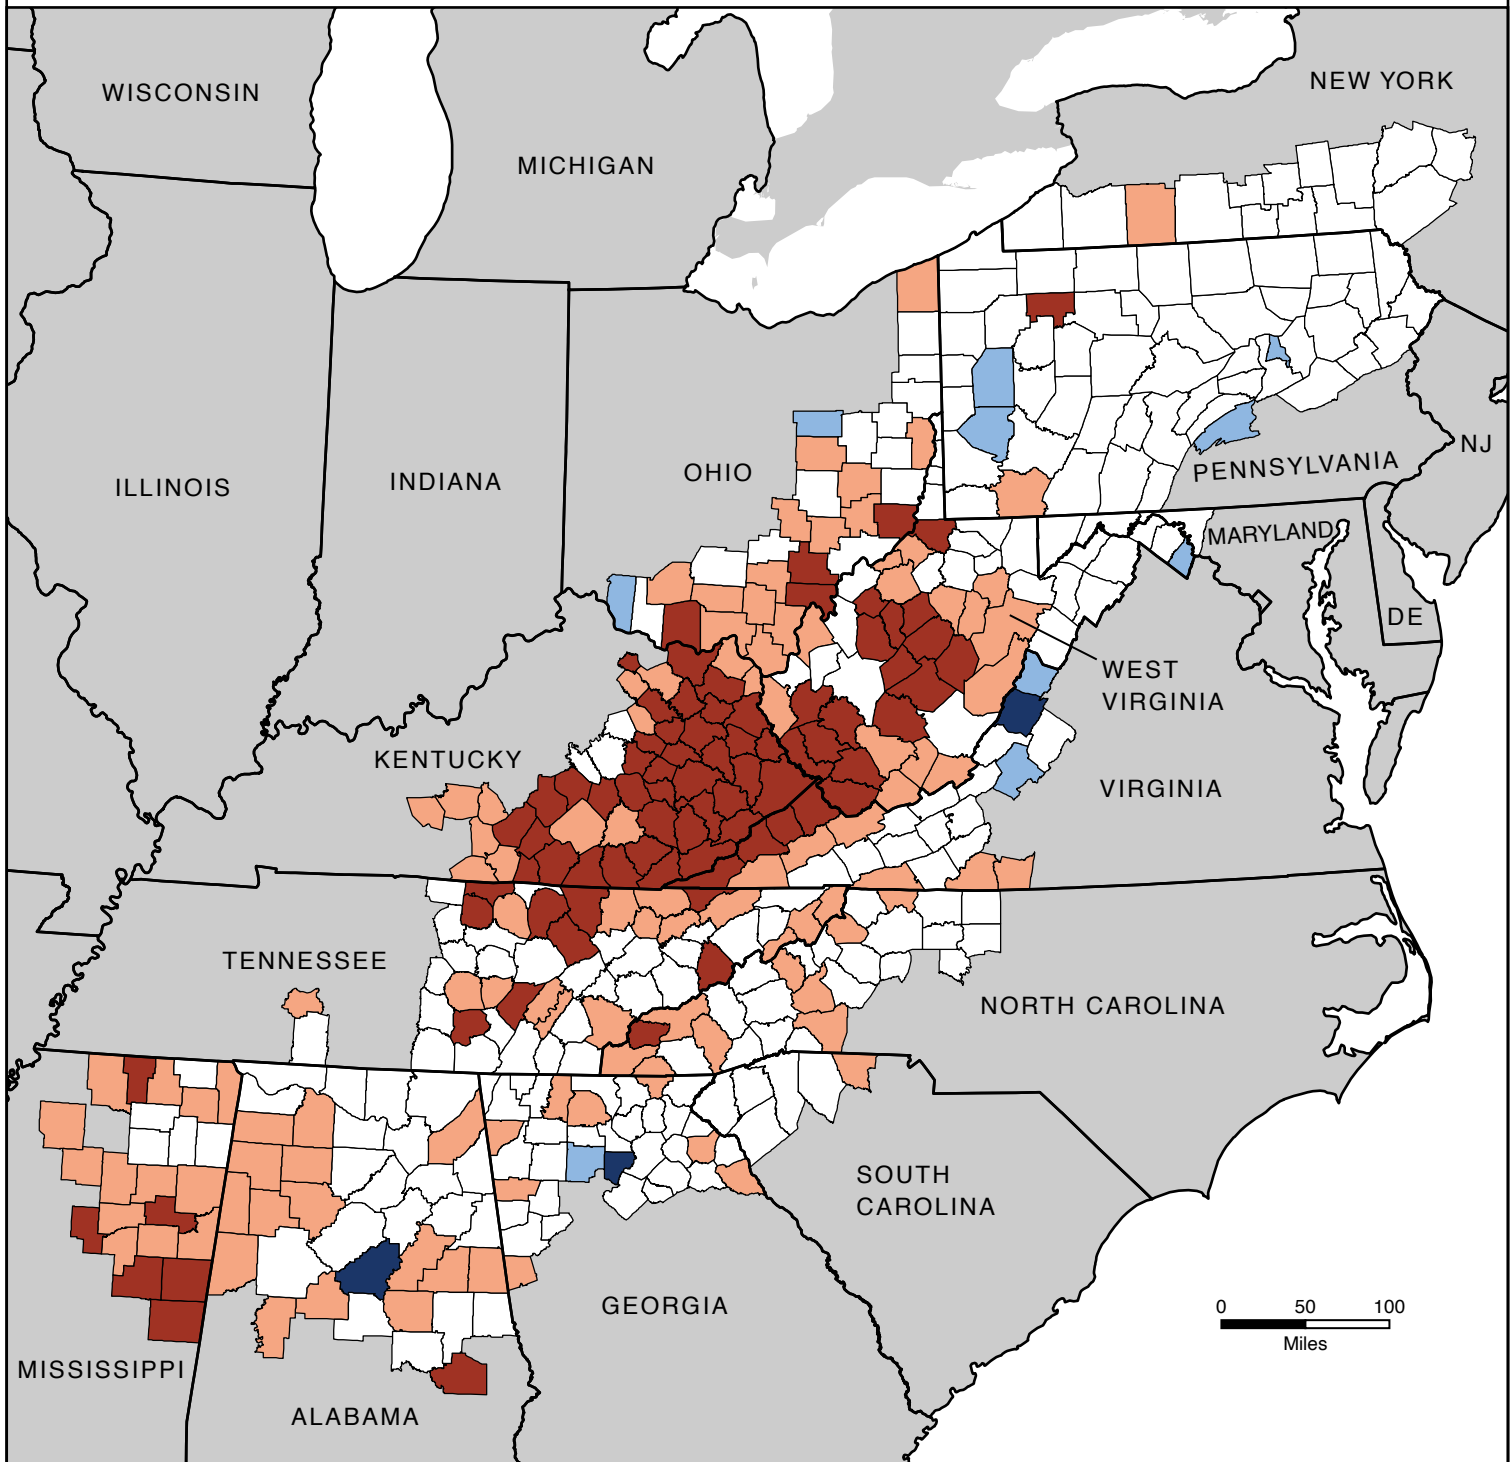 WISCONSIN
NEW YORK
MICHIGAN
NJ
PENNSYLVANIA
OHIO
INDIANA
ILLINOIS
MARYLAND
DE
WEST
VIRGINIA
KENTUCKY
VIRGINIA
TENNESSEE
NORTH CAROLINA
SOUTH
CAROLINA
GEORGIA
0 50 100
Miles
MISSISSIPPI
ALABAMA